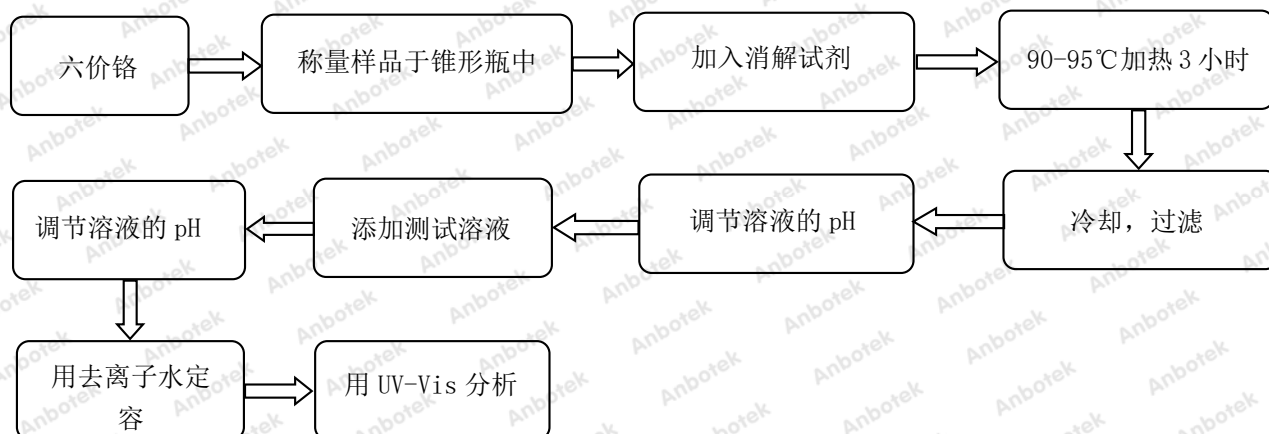 六价铬
称量样品于锥形瓶中
加入消解试剂
90-95℃加热 3 小时
冷却，过滤
调节溶液的 pH
添加测试溶液
调节溶液的 pH
用去离子水定
容
用 UV-Vis 分析
Anbotek